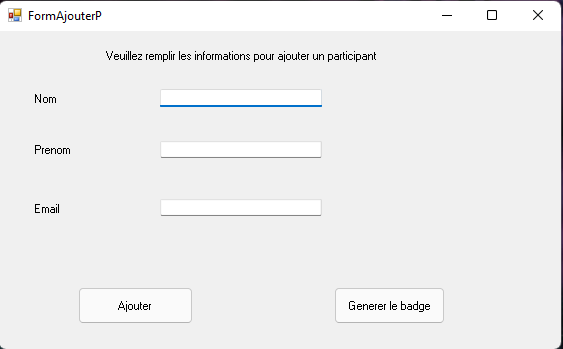 FormAjouterP
Veuillez remplir les informations pour ajouter un participant
Nom
Prenom
Email
Ajouter
Generer le badge